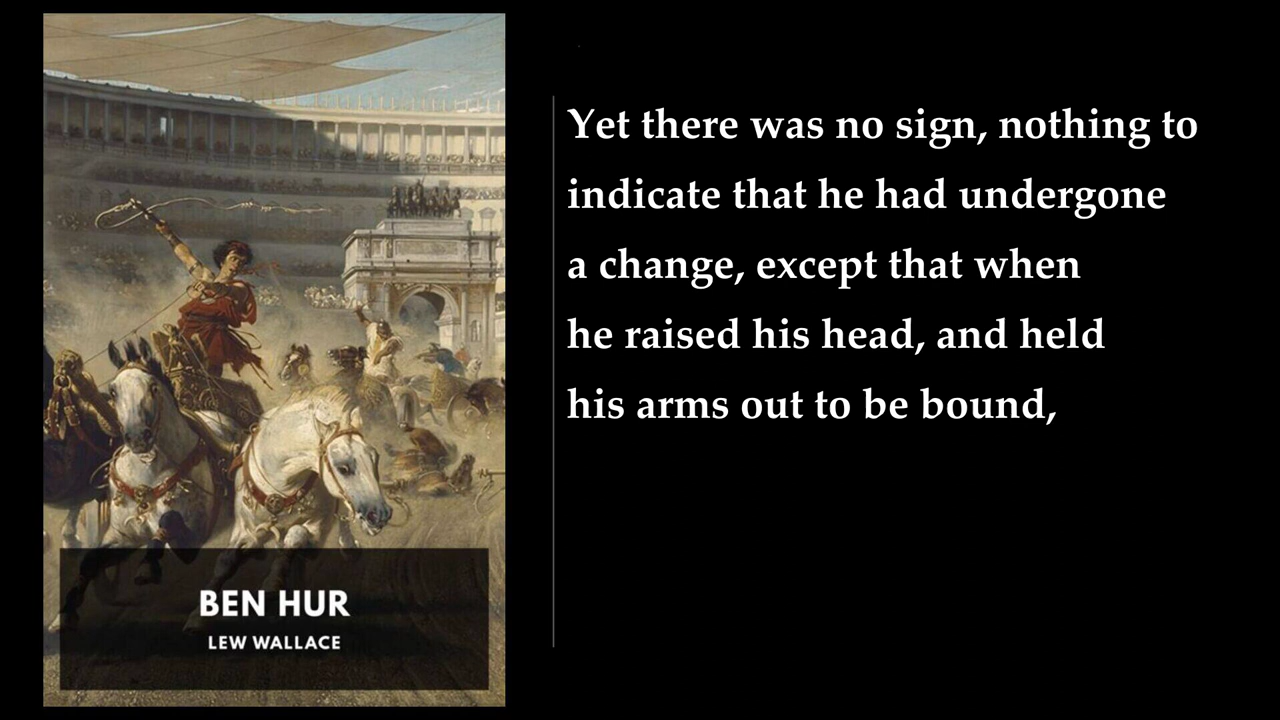 Yet there was no sign, nothing to
indicate that he had undergone
a change, except that when
he raised his head, and held
his arms out to be bound,
BEN HUR
LEW WALLACE